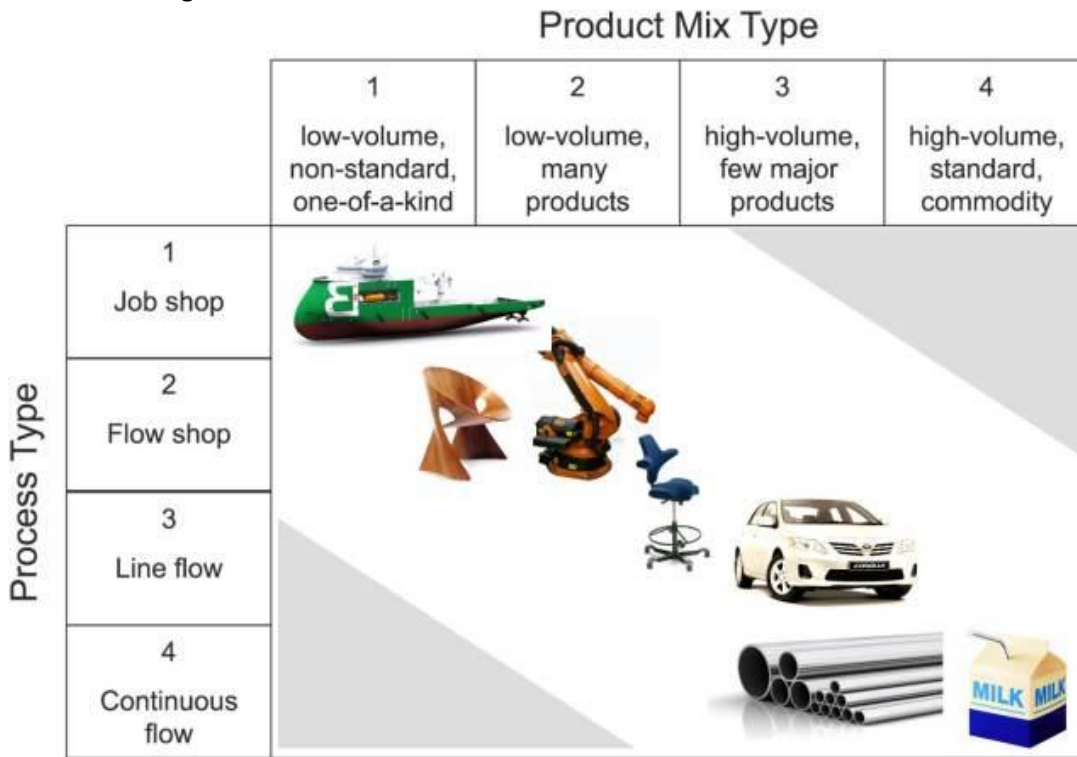 Product Mix Type
1
low-volume,
non-standard,
one-of-a-kind
2
low-volume,
many
products
3
high-volume,
few major
products
4
high-volume,
standard,
commodity
Process Type
1
Job shop
2
Flow shop
3
Line flow
4
Continuous
flow
COROLLA
MILK
MILK